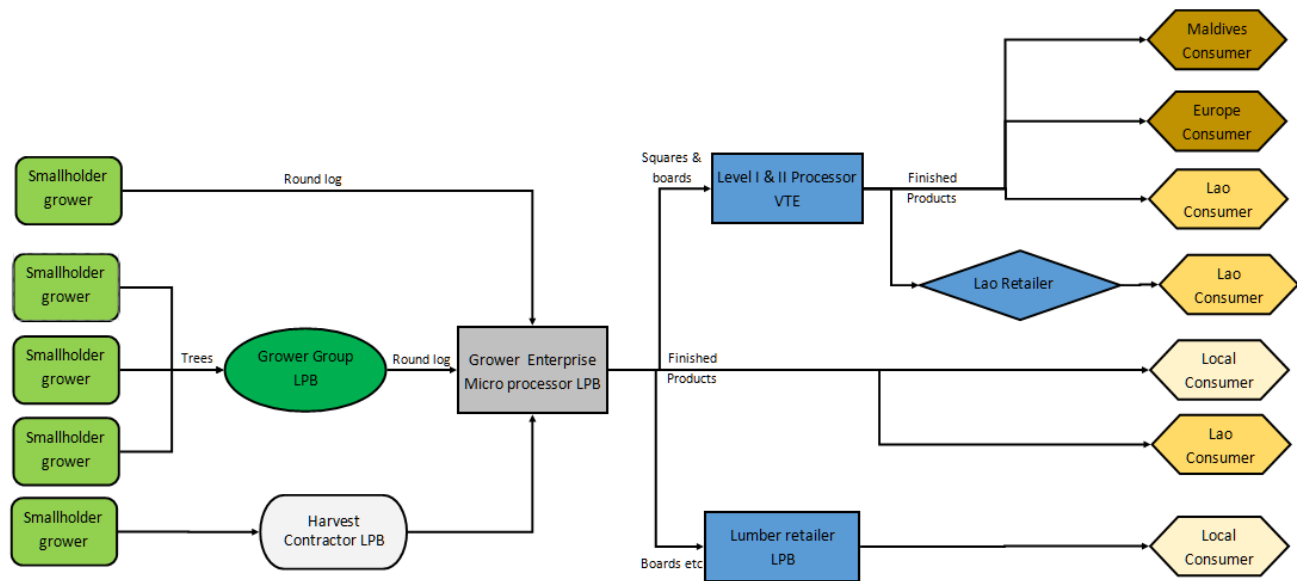 Maldives
Consumer
Europe
Consumer
Smallholder
grower
Round log
Squares &
boards
Level I & II Processor
VTE
Finished
Products
Lao
Consumer
Smallholder
grower
Lao Retailer
Lao
Consumer
Smallholder
grower
Trees
Grower Group
LPB
Round log
Grower  Enterprise
Micro processor LPB
Finished
Products
Local
Consumer
Smallholder
grower
Lao
Consumer
Smallholder
grower
Harvest
Contractor LPB
Boards etc
Lumber retailer
LPB
Local
Consumer